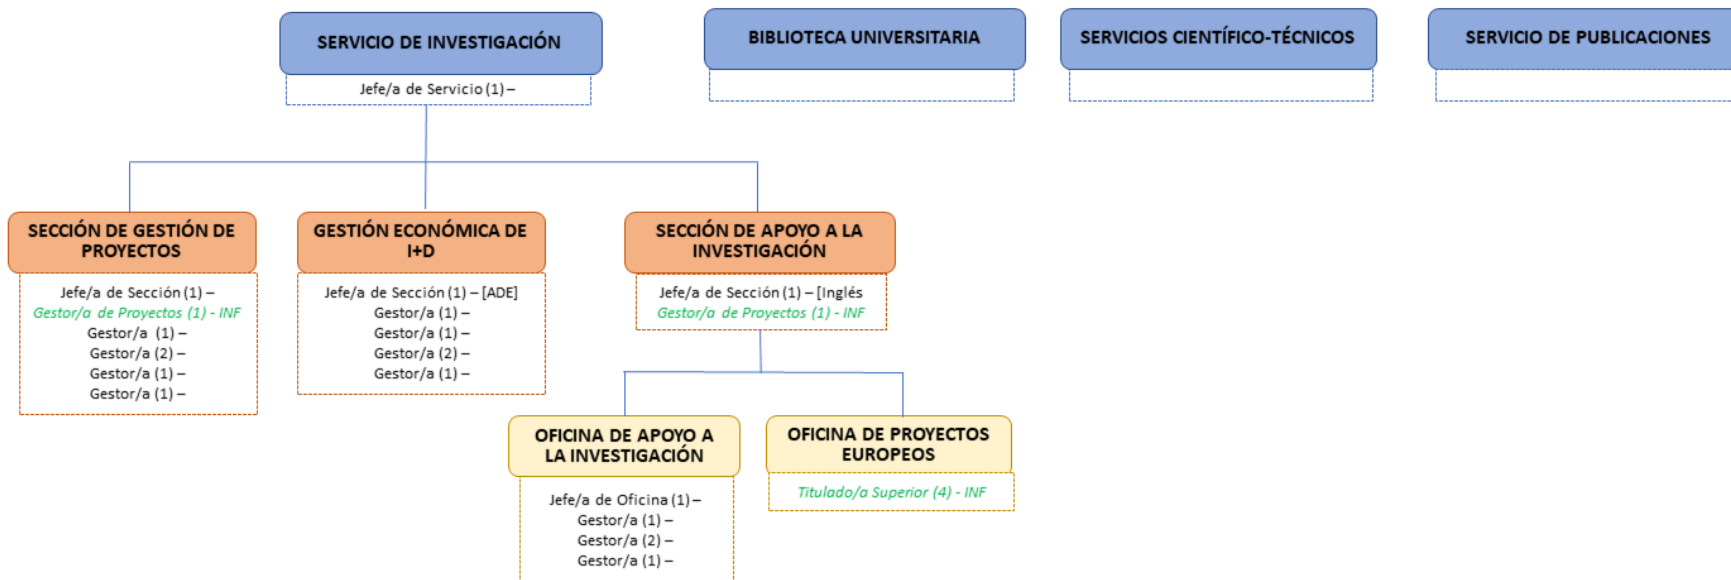 SERVICIO DE INVESTIGACIÓN
Jefe/a de Servicio (1) –
BIBLIOTECA UNIVERSITARIA
SERVICIOS CIENTÍFICO-TÉCNICOS
SERVICIO DE PUBLICACIONES
SECCIÓN DE GESTIÓN DE
PROYECTOS
Jefe/a de Sección (1) –
Gestor/a de Proyectos (1) - INF
Gestor/a (1) –
Gestor/a (2) –
Gestor/a (1) –
Gestor/a (1) –
GESTIÓN ECONÓMICA DE
I+D
Jefe/a de Sección (1) – [ADE]
Gestor/a (1) –
Gestor/a (1) –
Gestor/a (2) –
Gestor/a (1) –
SECCIÓN DE APOYO A LA
INVESTIGACIÓN
Jefe/a de Sección (1) – [Inglés
Gestor/a de Proyectos (1) - INF
OFICINA DE APOYO A
LA INVESTIGACIÓN
Jefe/a de Oficina (1) –
Gestor/a (1) –
Gestor/a (2) –
Gestor/a (1) –
OFICINA DE PROYECTOS
EUROPEOS
Titulado/a Superior (4) - INF